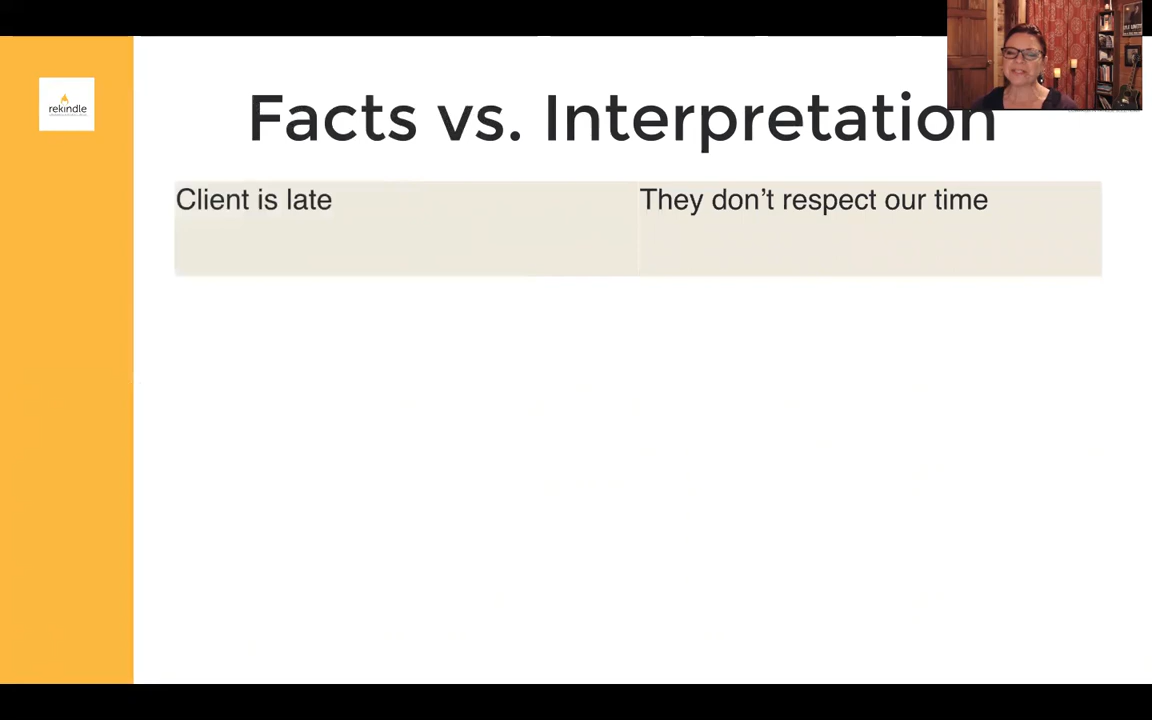 rekindle
Facts vs. Interpretation
Client is late
They don't respect our time